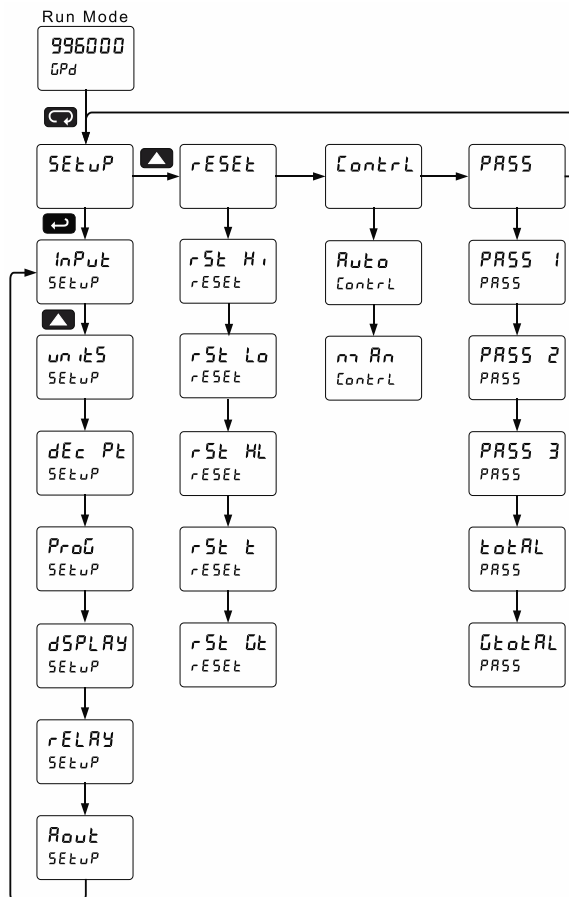 Run Mode
996000
GPd
SEtuP
rESEt
ContrL
PASS
InPut
SEtuP
rSt Hi
rESEt
Auto
ContrL
PASS 1
PASS
unitS
SEtuP
rSt Lo
rESEt
mAn
ContrL
PASS 2
PASS
dEc Pt
SEtuP
rSt HL
rESEt
PASS 3
PASS
ProG
SEtuP
rSt t
rESEt
totAL
PASS
dSPLAY
SEtuP
rSt Gt
rESEt
GtotAL
PASS
rELAY
SEtuP
Aout
SEtuP